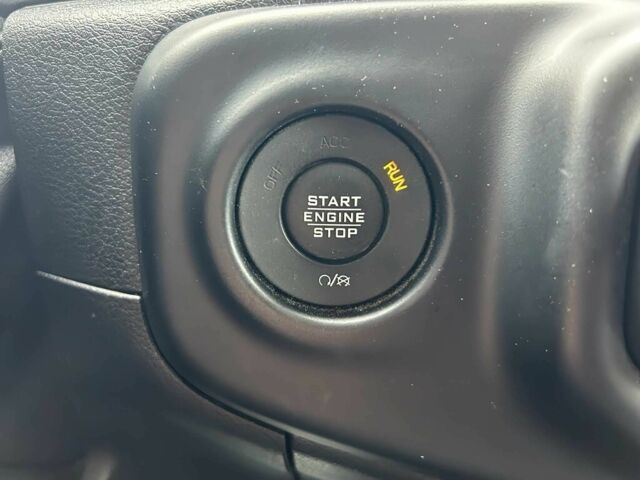 OFF
ACC
RUN
START
ENGINE
STOP